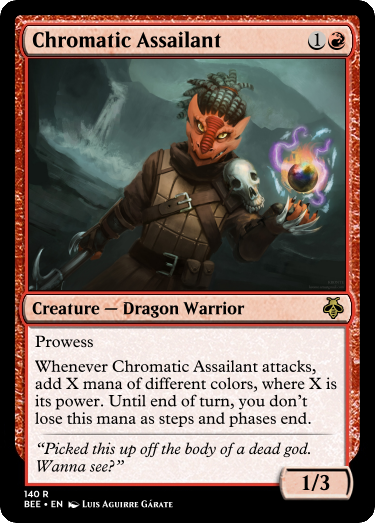 Chromatic Assailant 1
Creature — Dragon Warrior
Prowess
Whenever Chromatic Assailant attacks,
add X mana of different colors, where X is
its power. Until end of turn, you don’t
lose this mana as steps and phases end.
“Picked this up off the body of a dead god.
Wanna see?”
1/3
140 R
BEE • EN Luis Aguirre Gárate